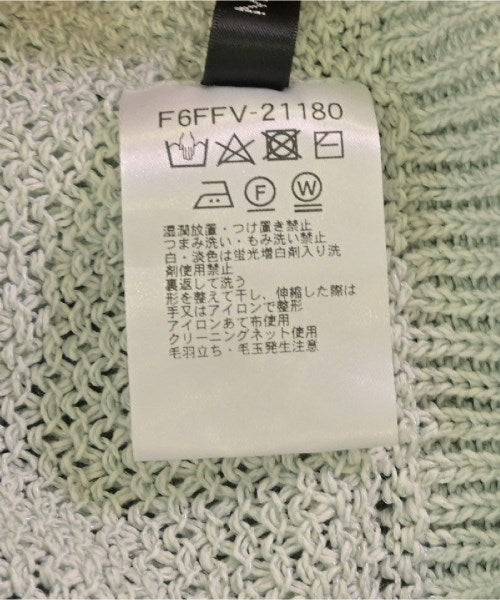 M
F6FFV-21180
F
W
湿潤放置・つけ置き禁止
つまみ洗い・もみ洗い禁止
白・淡色は蛍光増白剤入り洗
剤使用禁止
裏返して洗う
形を整えて干し、伸縮した際は
手又はアイロンで整形
アイロンあて布使用
クリーニングネット使用
毛羽立ち・毛玉発生注意